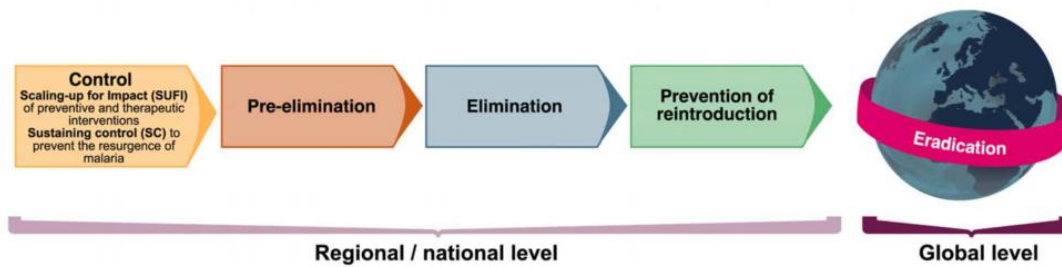 Control
Scaling-up for Impact (SUFI)
of preventive and therapeutic
interventions
Sustaining control (SC) to
prevent the resurgence of
malaria
Pre-elimination
Elimination
Prevention of
reintroduction
Eradication
Regional / national level
Global level